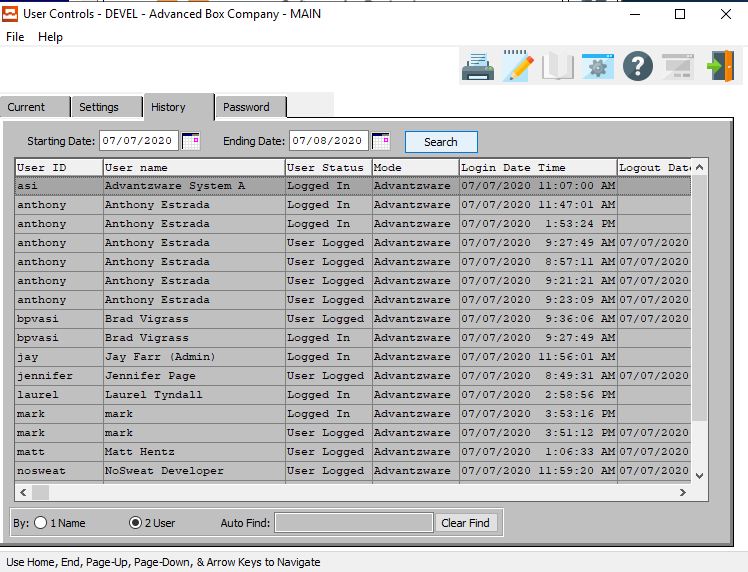 User Controls - DEVEL - Advanced Box Company - MAIN
File Help
Current Settings History Password
Starting Date: 07/07/2020 Ending Date: 07/08/2020 Search
User ID User name User Status Mode Login Date Time Logout Date
asi Advantzware System A Logged In Advantzware 07/07/2020 11:07:00 AM
anthony Anthony Estrada Logged In Advantzware 07/07/2020 11:47:01 AM
anthony Anthony Estrada Logged In Advantzware 07/07/2020 1:53:24 PM
anthony Anthony Estrada User Logged Advantzware 07/07/2020 9:27:49 AM 07/07/2020
anthony Anthony Estrada User Logged Advantzware 07/07/2020 8:57:11 AM 07/07/2020
anthony Anthony Estrada User Logged Advantzware 07/07/2020 9:21:21 AM 07/07/2020
anthony Anthony Estrada User Logged Advantzware 07/07/2020 9:23:09 AM 07/07/2020
bpvasi Brad Vigrass User Logged Advantzware 07/07/2020 9:36:06 AM 07/07/2020
bpvasi Brad Vigrass Logged In Advantzware 07/07/2020 9:27:49 AM
jay Jay Farr (Admin) Logged In Advantzware 07/07/2020 11:56:01 AM
jennifer Jennifer Page User Logged Advantzware 07/07/2020 8:49:31 AM 07/07/2020
laurel Laurel Tyndall Logged In Advantzware 07/07/2020 2:58:56 PM
mark mark Logged In Advantzware 07/07/2020 3:53:16 PM
mark mark User Logged Advantzware 07/07/2020 3:51:12 PM 07/07/2020
matt Matt Hentz User Logged Advantzware 07/07/2020 1:06:33 AM 07/07/2020
nosweat NoSweat Developer User Logged Advantzware 07/07/2020 11:59:20 AM 07/07/2020
By: 1 Name 2 User Auto Find: Clear Find
Use Home, End, Page-Up, Page-Down, & Arrow Keys to Navigate